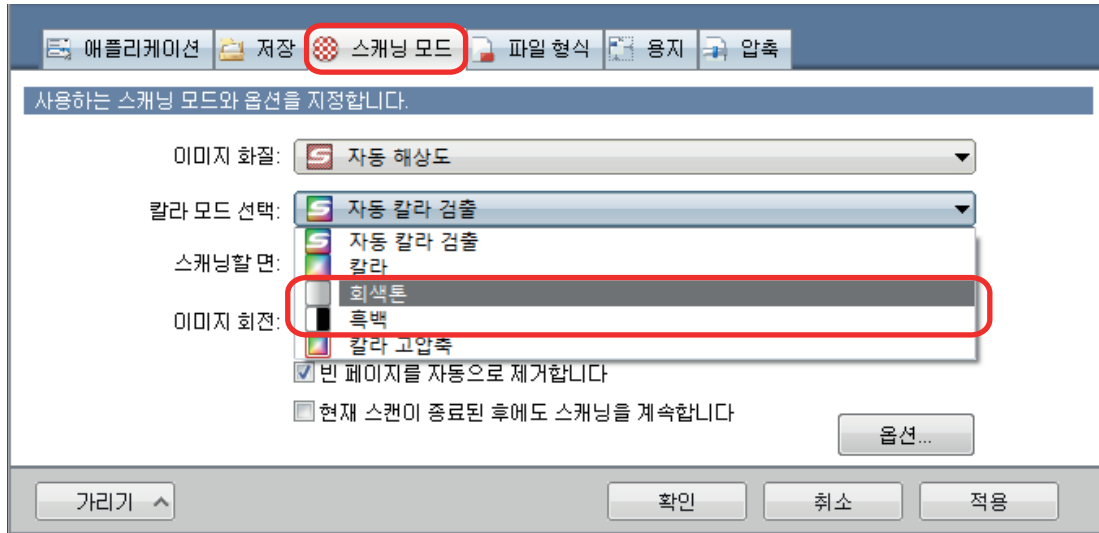 애플리케이션 저장 스캐닝 모드 파일 형식 용지 압축
사용하는 스캐닝 모드와 옵션을 지정합니다.
이미지 화질: 자동 해상도
칼라 모드 선택: 자동 칼라 검출
자동 칼라 검출
스캐닝할 면: 칼라
회색톤
이미지 회전: 흑백
칼라 고압축
빈 페이지를 자동으로 제거합니다
현재 스캔이 종료된 후에도 스캐닝을 계속합니다
옵션...
가리기 확인 취소 적용